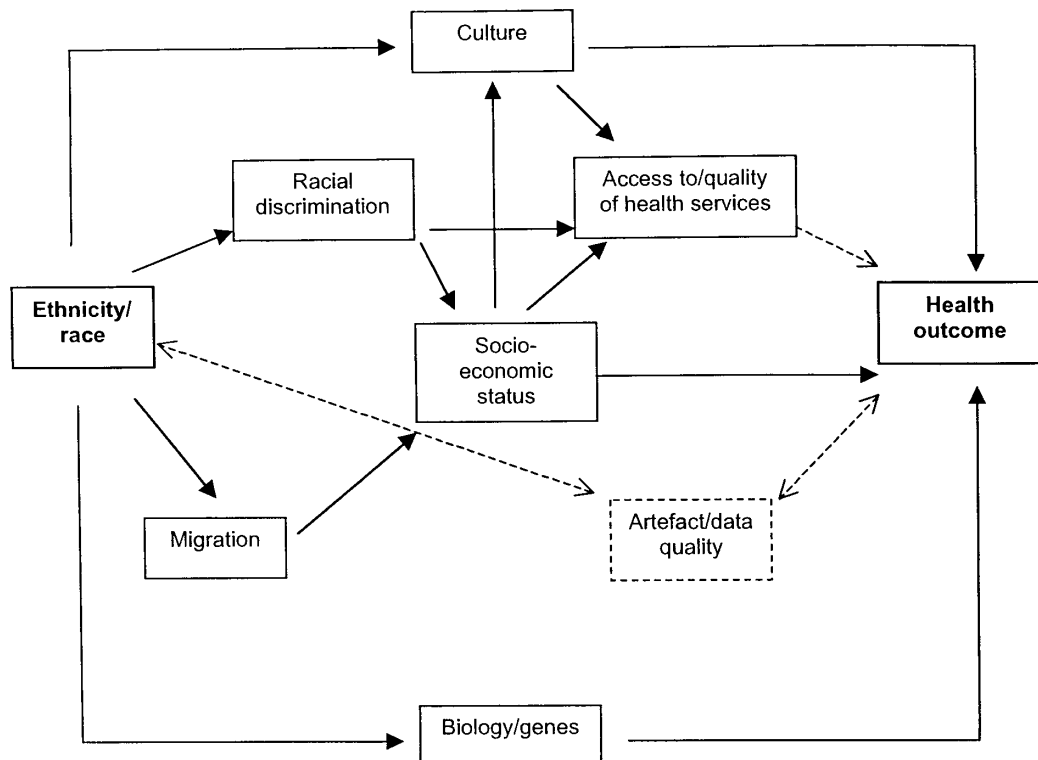 Culture
Racial
discrimination
Access to/quality
of health services
Ethnicity/
race
Health
outcome
Socio-
economic
status
Migration
Artefact/data
quality
Biology/genes